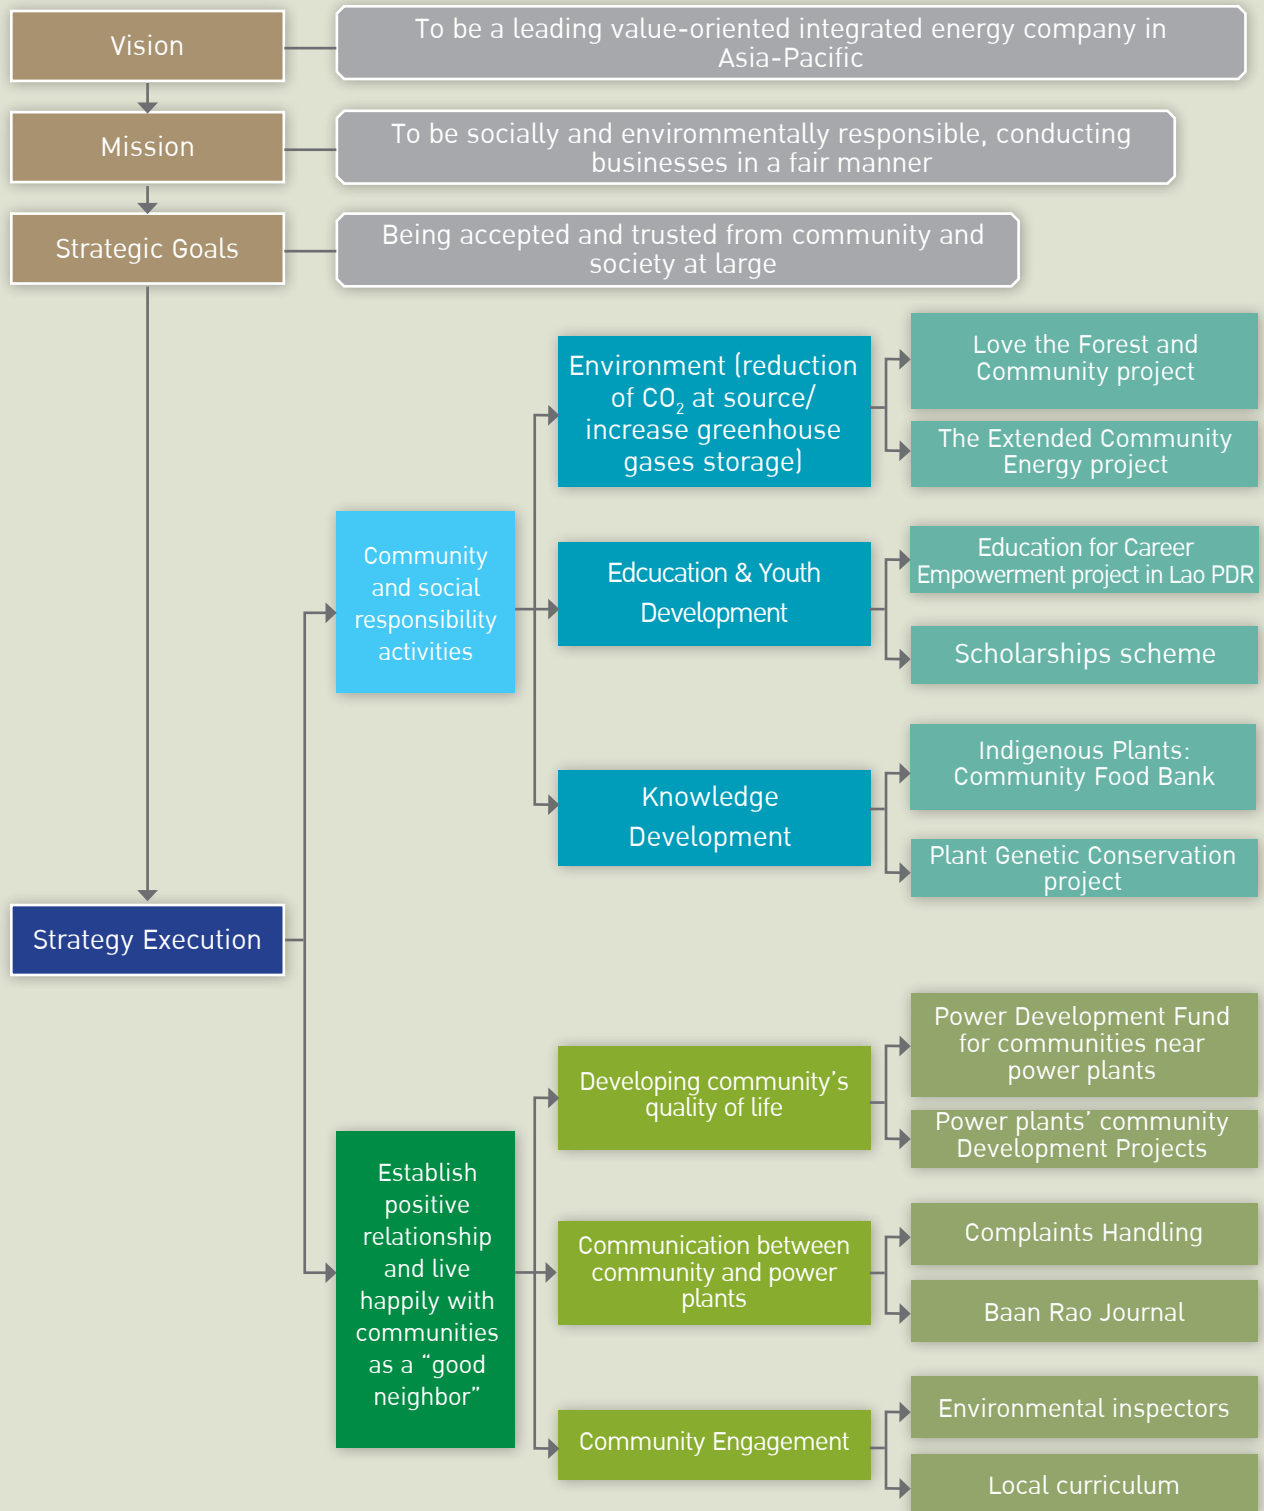 Vision
To be a leading value-oriented integrated energy company in
Asia-Pacific
Mission
To be socially and envirommentally responsible, conducting
businesses in a fair manner
Strategic Goals
Being accepted and trusted from community and
society at large
Strategy Execution
Community
and social
responsibility
activities
Environment (reduction
of CO₂ at source/
increase greenhouse
gases storage)
Love the Forest and
Community project
The Extended Community
Energy project
Edcucation & Youth
Development
Education for Career
Empowerment project in Lao PDR
Scholarships scheme
Knowledge
Development
Indigenous Plants:
Community Food Bank
Plant Genetic Conservation
project
Establish
positive
relationship
and live
happily with
communities
as a “good
neighbor”
Developing community’s
quality of life
Power Development Fund
for communities near
power plants
Power plants’ community
Development Projects
Communication between
community and power
plants
Complaints Handling
Baan Rao Journal
Community Engagement
Environmental inspectors
Local curriculum